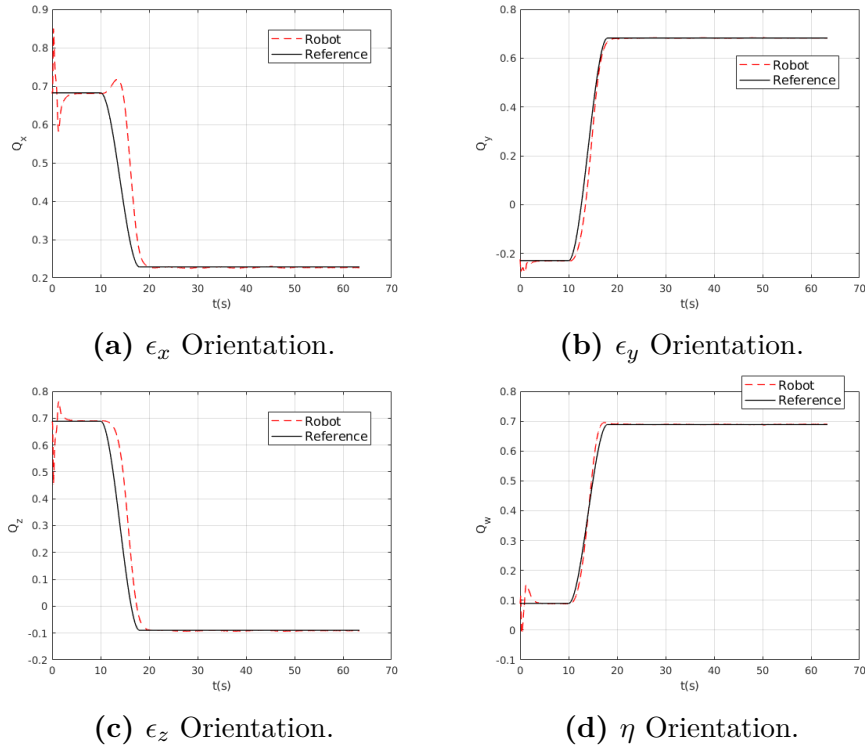 0.9
0.8
0.7
0.6
0.5
0.4
0.3
0.2
0 10 20 30 40 50 60 70
Q_x
t(s)
Robot
Reference
(a) ϵ_x Orientation.
0.8
0.6
0.4
0.2
0
-0.2
0 10 20 30 40 50 60 70
Q_y
t(s)
Robot
Reference
(b) ϵ_y Orientation.
0.8
0.7
0.6
0.5
0.4
0.3
0.2
0.1
0
-0.1
-0.2
0 10 20 30 40 50 60 70
Q_z
t(s)
Robot
Reference
(c) ϵ_z Orientation.
0.8
0.7
0.6
0.5
0.4
0.3
0.2
0.1
0
-0.1
0 10 20 30 40 50 60 70
Q_w
t(s)
Robot
Reference
(d) η Orientation.